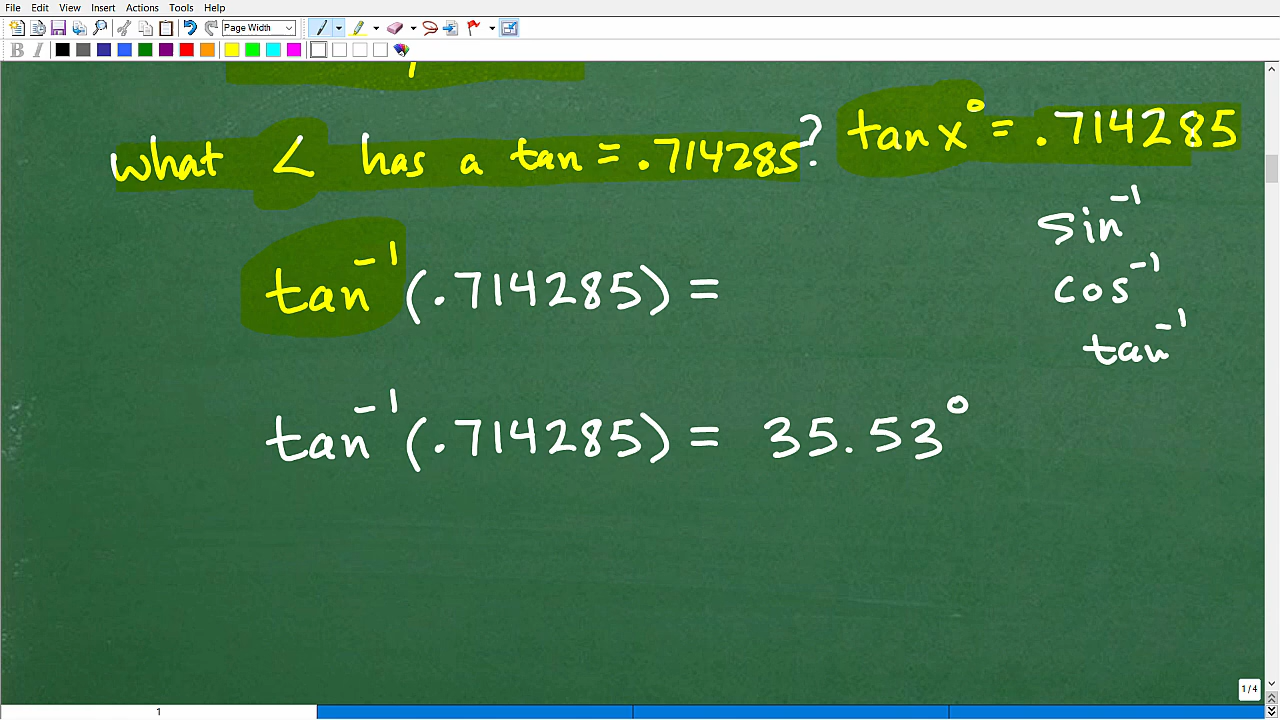 File Edit View Insert Actions Tools Help
Page Width
B I
what ∠ has a tan = .714285? tan x° = .714285
sin⁻¹
tan⁻¹(.714285) =
cos⁻¹
tan⁻¹
tan⁻¹(.714285) = 35.53°
1/4
1